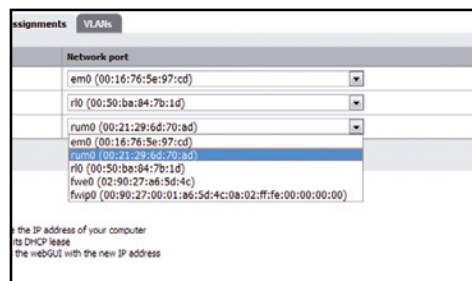 ssignments VLANs
Network port
em0 (00:16:76:5e:97:cd)
rl0 (00:50:ba:84:7b:1d)
rum0 (00:21:29:6d:70:ad)
em0 (00:16:76:5e:97:cd)
rum0 (00:21:29:6d:70:ad)
rl0 (00:50:ba:84:7b:1d)
fwe0 (02:90:27:a6:5d:4c)
fwip0 (00:90:27:00:01:a6:5d:4c:0a:02:ff:fe:00:00:00:00)
e the IP address of your computer
its DHCP lease
the webGUI with the new IP address